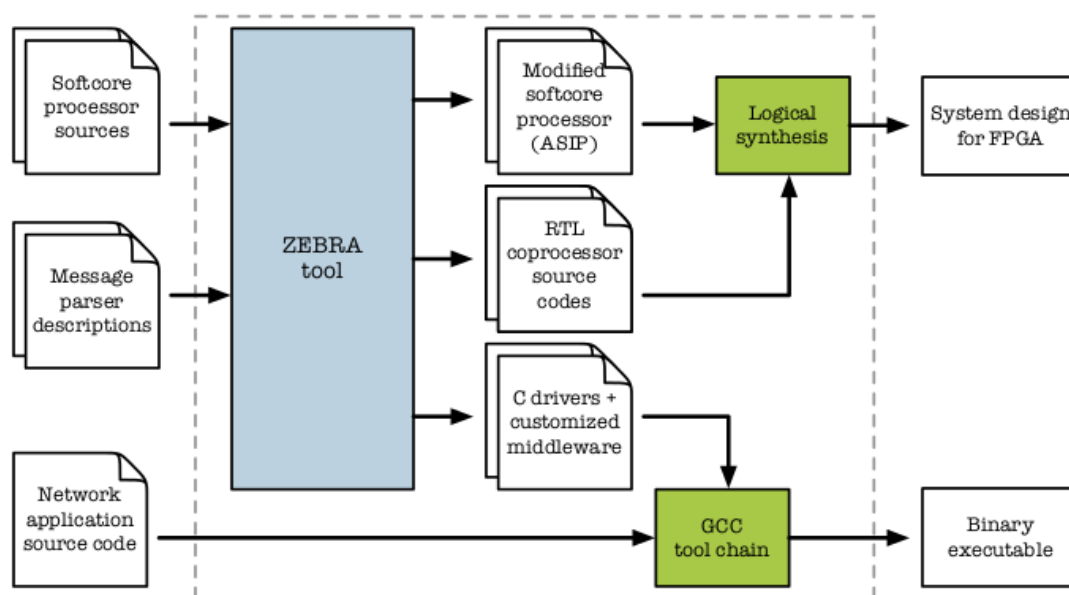 Softcore
processor
sources
Message
parser
descriptions
Network
application
source code
ZEBRA
tool
Modified
softcore
processor
(ASIP)
RTL
coprocessor
source
codes
C drivers +
customized
middleware
Logical
synthesis
GCC
tool chain
System design
for FPGA
Binary
executable